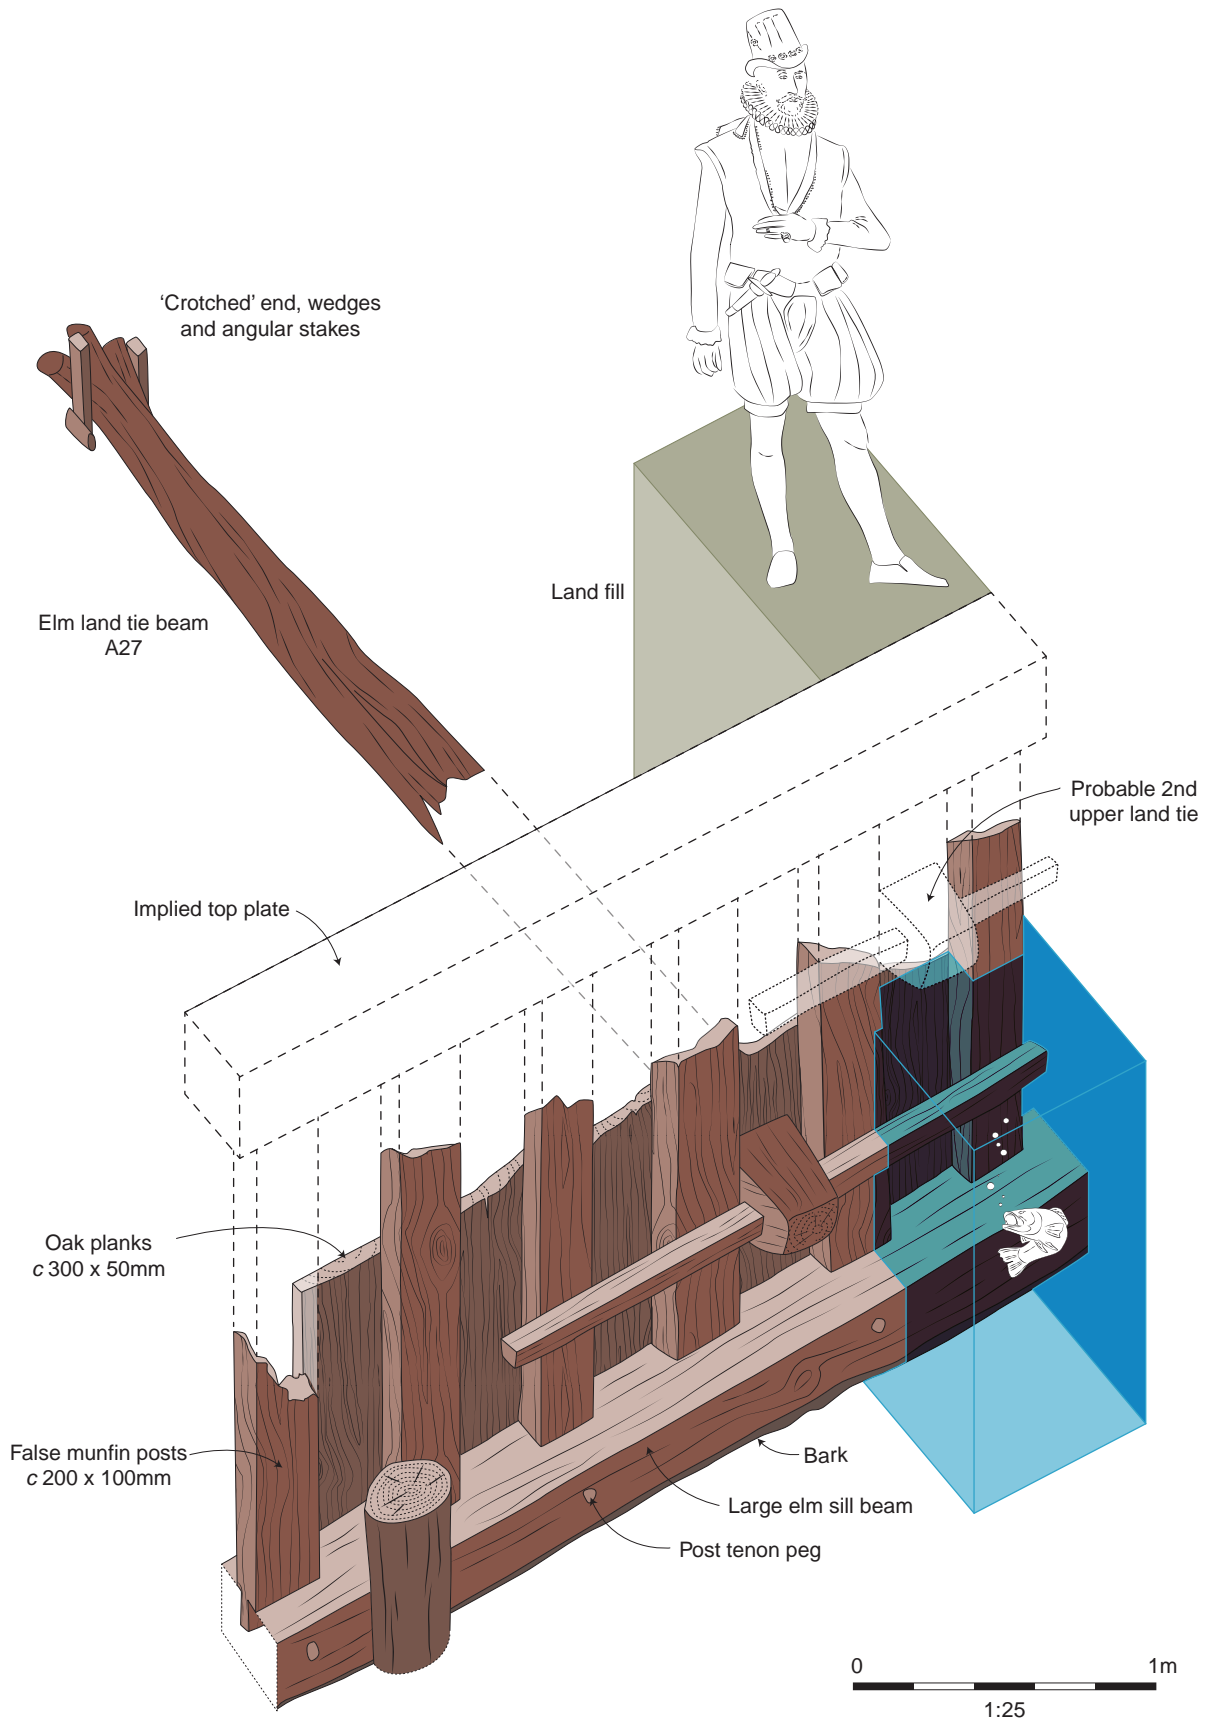 ‘Crotched’ end, wedges
and angular stakes
Land fill
Elm land tie beam
A27
Probable 2nd
upper land tie
Implied top plate
Oak planks
c 300 x 50mm
False munfin posts
c 200 x 100mm
Bark
Large elm sill beam
Post tenon peg
0 1m
1:25